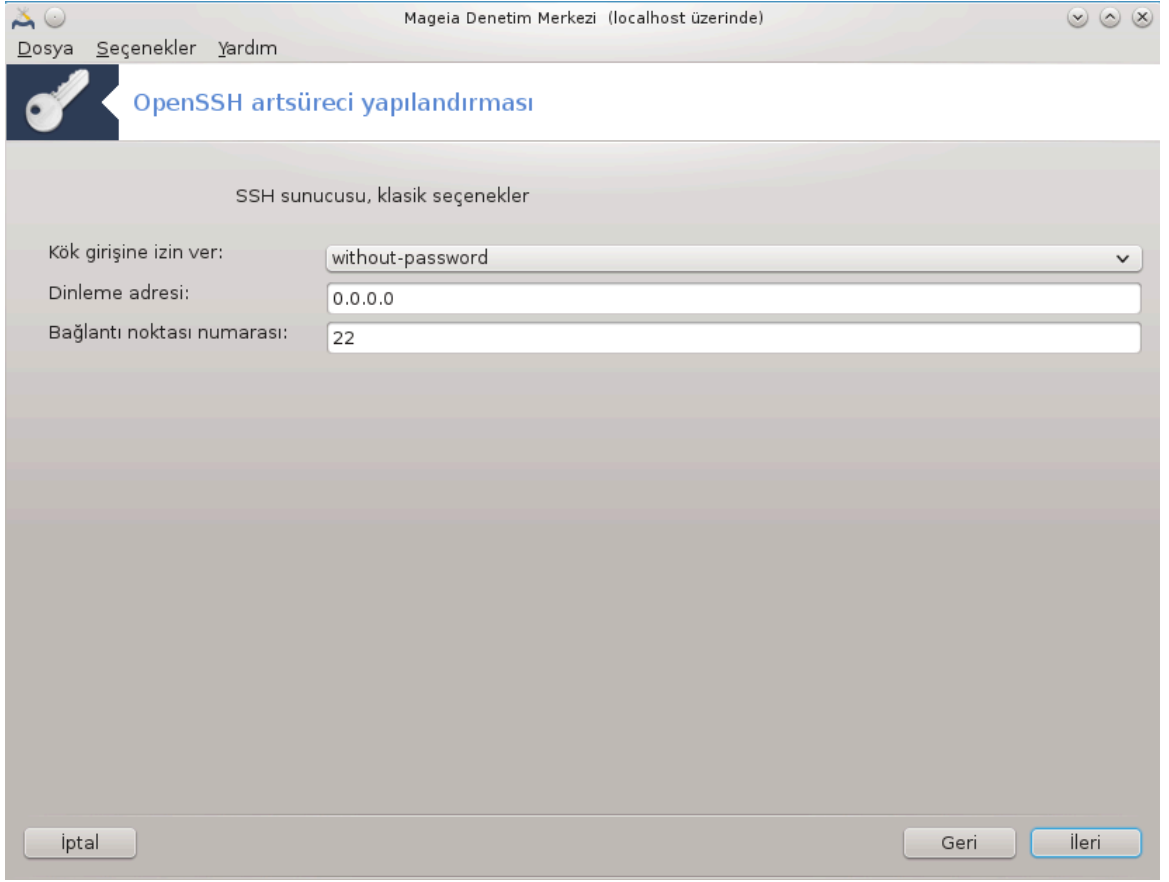 Mageia Denetim Merkezi (localhost üzerinde)
Dosya Seçenekler Yardım
OpenSSH artsüreci yapılandırması
SSH sunucusu, klasik seçenekler
Kök girişine izin ver: without-password
Dinleme adresi: 0.0.0.0
Bağlantı noktası numarası: 22
İptal Geri İleri